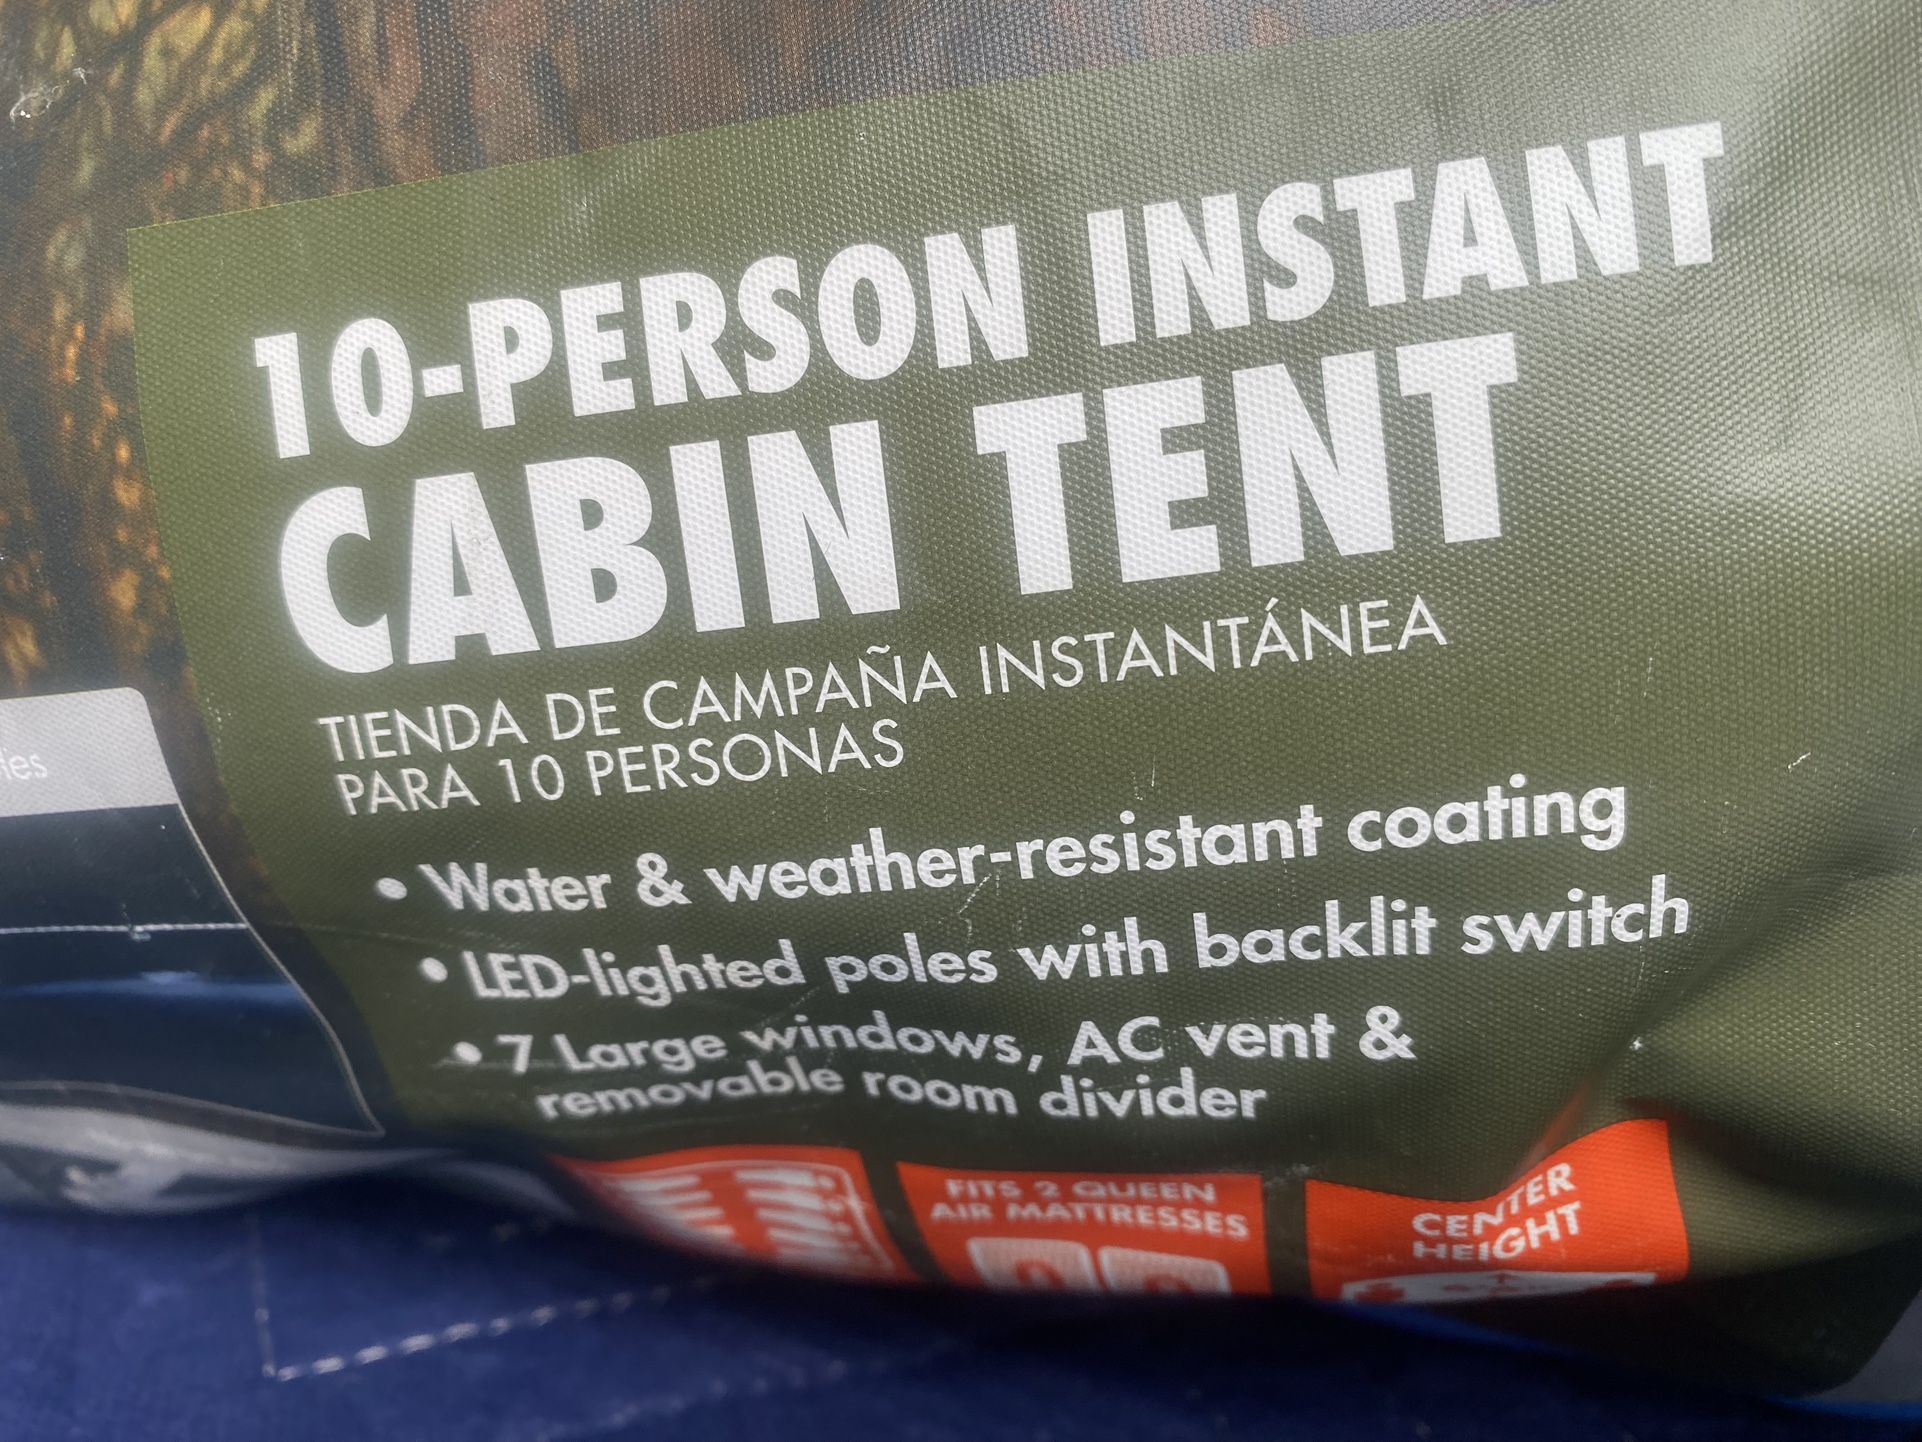 10-PERSON INSTANT
CABIN TENT
TIENDA DE CAMPAÑA INSTANTÁNEA
PARA 10 PERSONAS
• Water & weather-resistant coating
• LED-lighted poles with backlit switch
• 7 Large windows, AC vent &
removable room divider
FITS 2 QUEEN
AIR MATTRESSES
CENTER
HEIGHT